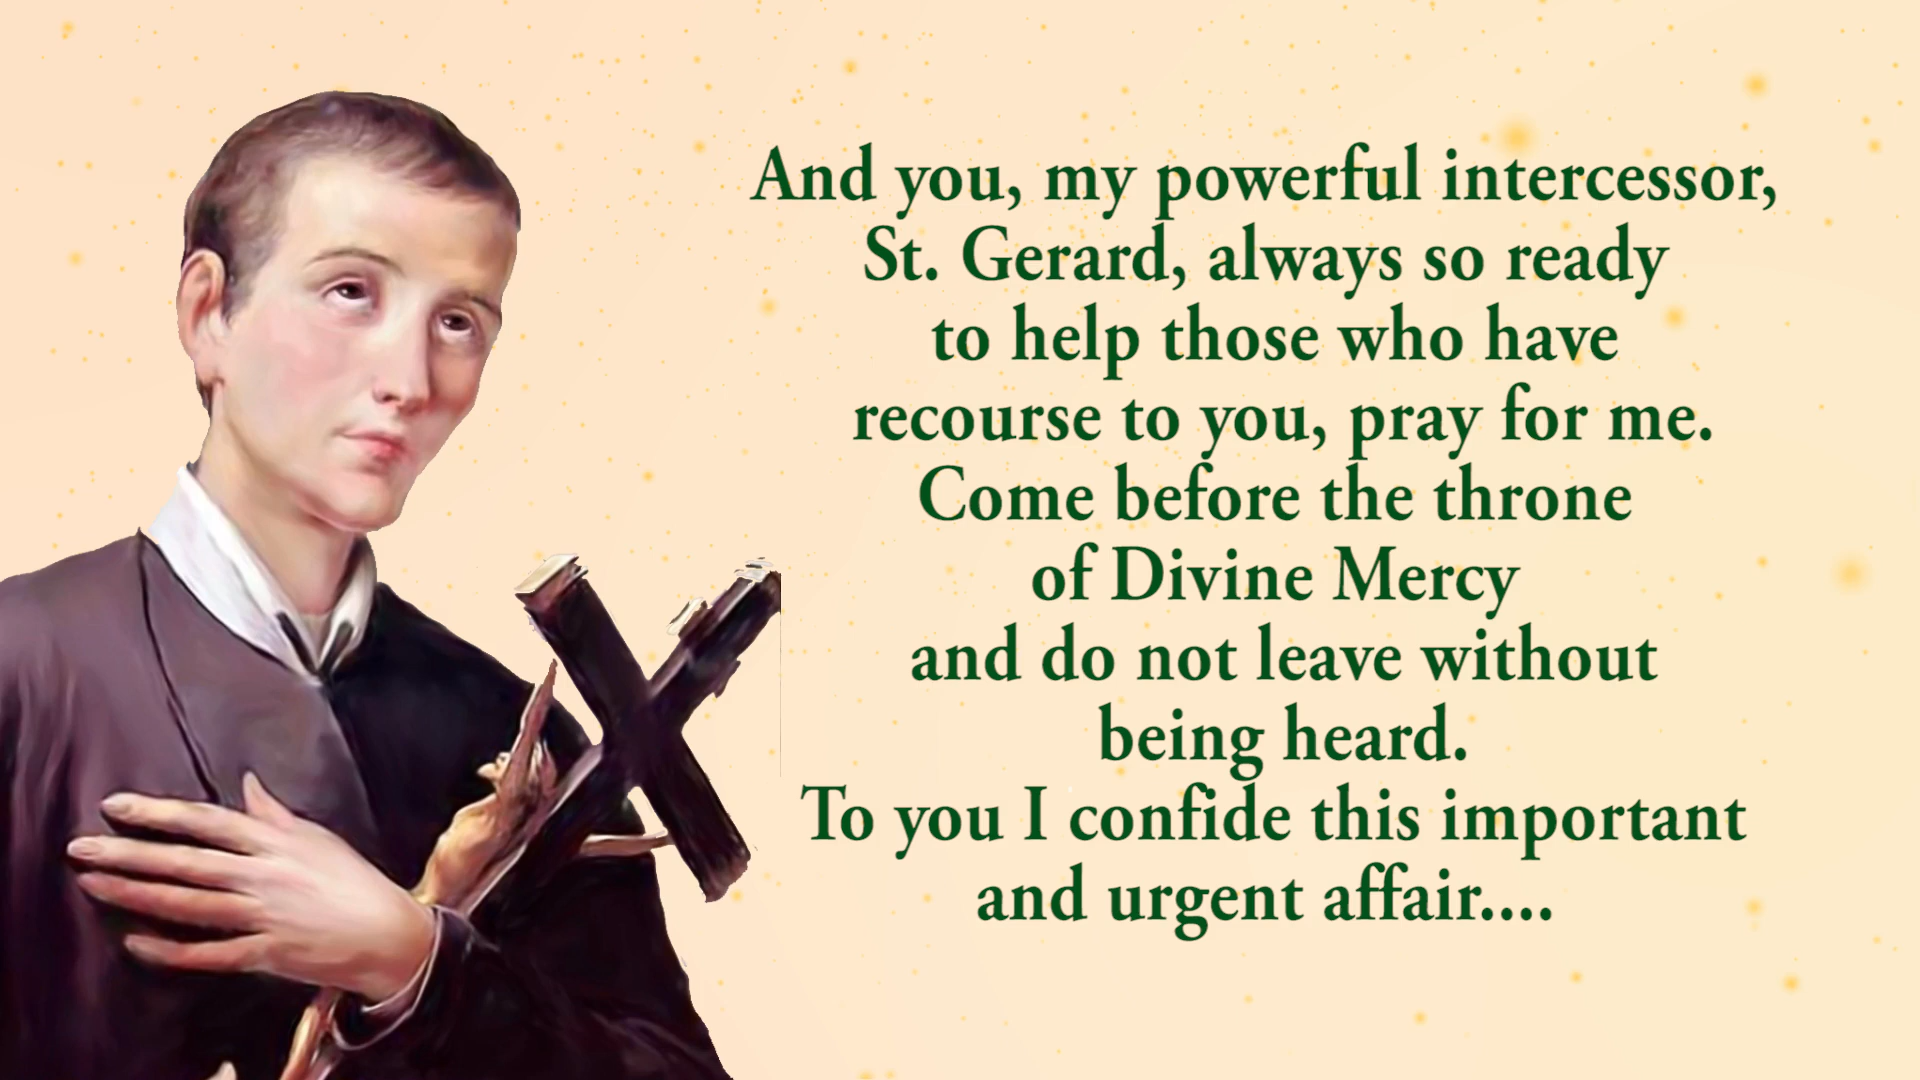 And you, my powerful intercessor,
St. Gerard, always so ready
to help those who have
recourse to you, pray for me.
Come before the throne
of Divine Mercy
and do not leave without
being heard.
To you I confide this important
and urgent affair....